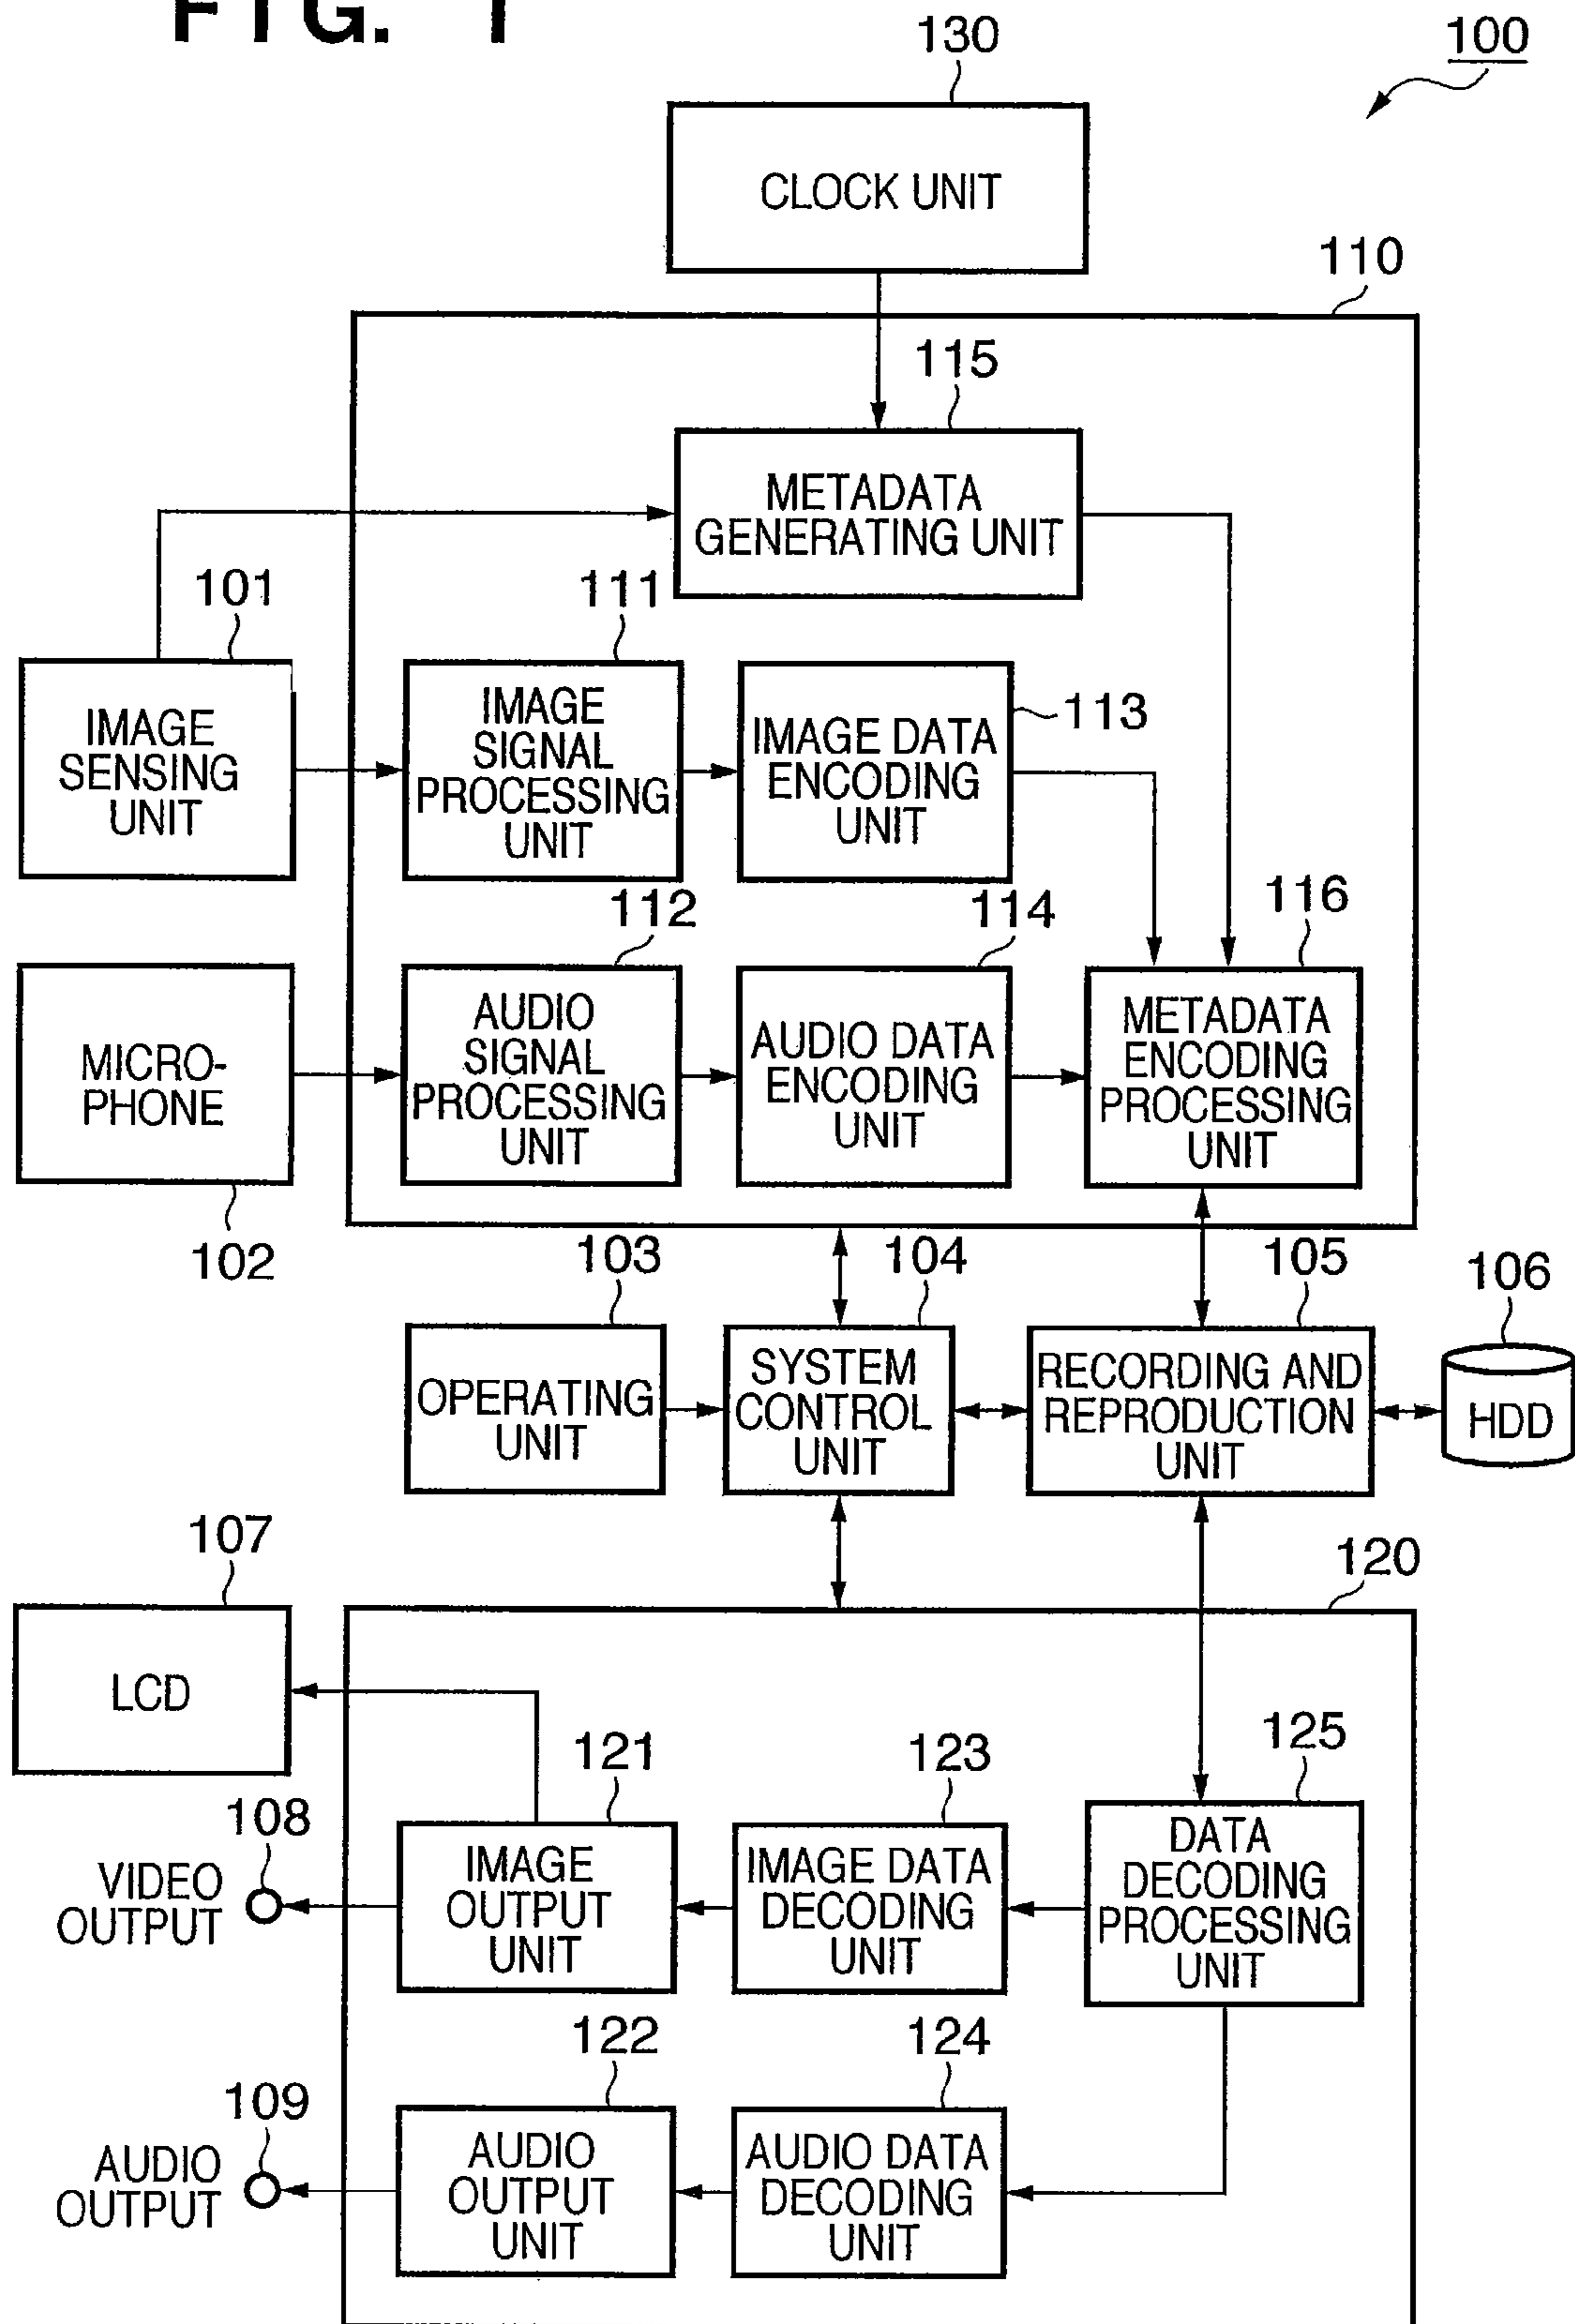 FIG. 1
130
100
CLOCK UNIT
110
115
METADATA
GENERATING UNIT
101
111
IMAGE
SENSING
UNIT
IMAGE
SIGNAL
PROCESSING
UNIT
IMAGE DATA
ENCODING
UNIT
113
112
114
116
MICRO-
PHONE
AUDIO
SIGNAL
PROCESSING
UNIT
AUDIO DATA
ENCODING
UNIT
METADATA
ENCODING
PROCESSING
UNIT
102
103
104
105
106
OPERATING
UNIT
SYSTEM
CONTROL
UNIT
RECORDING AND
REPRODUCTION
UNIT
HDD
107
120
LCD
121
123
125
108
VIDEO
OUTPUT
IMAGE
OUTPUT
UNIT
IMAGE DATA
DECODING
UNIT
DATA
DECODING
PROCESSING
UNIT
122
124
109
AUDIO
OUTPUT
AUDIO
OUTPUT
UNIT
AUDIO DATA
DECODING
UNIT